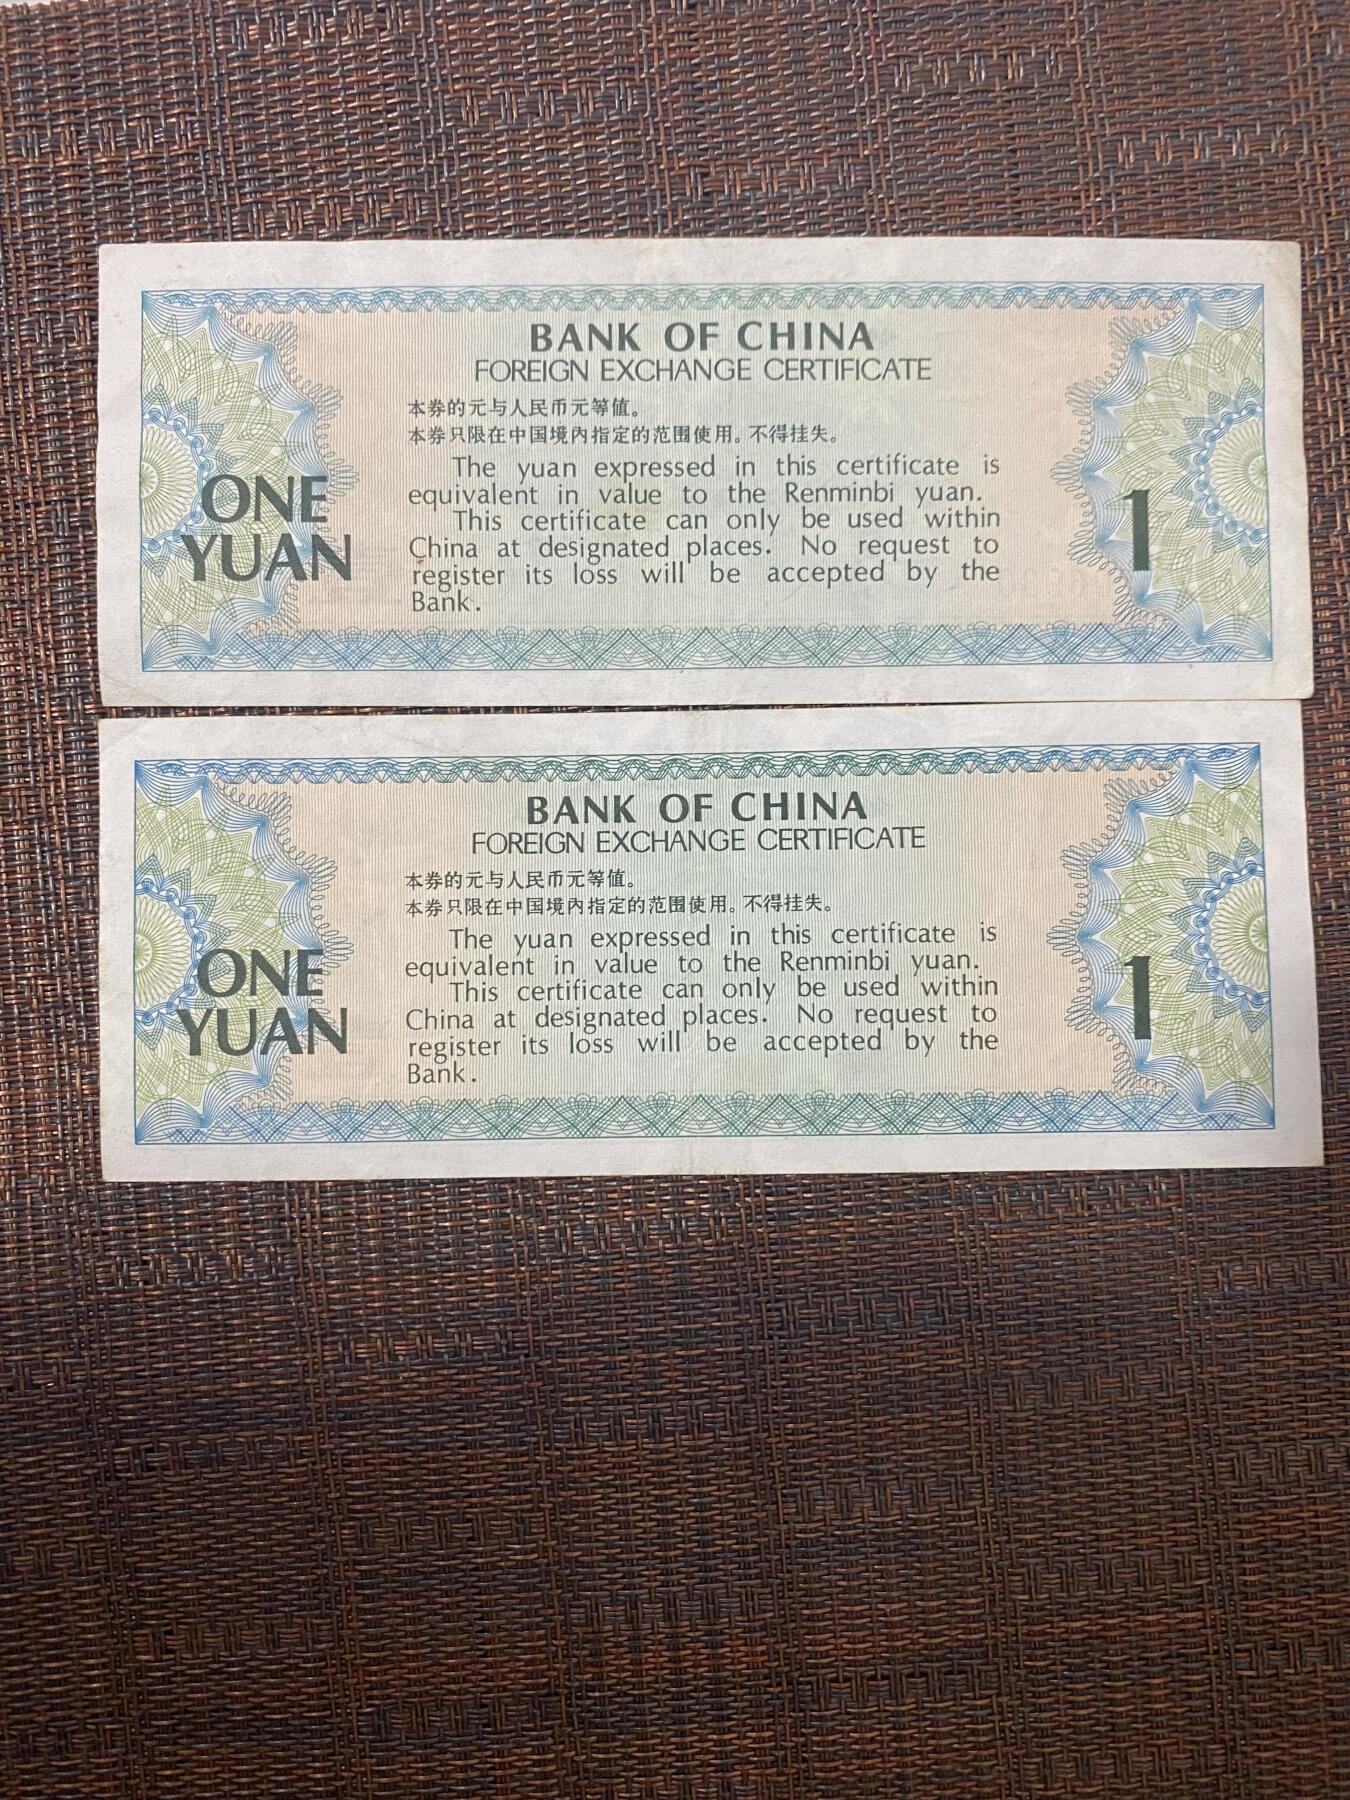 BANK OF CHINA
FOREIGN EXCHANGE CERTIFICATE
本券的元与人民币元等值。
本券只限在中国境内指定的范围使用。不得挂失。
The yuan expressed in this certificate is
equivalent in value to the Renminbi yuan.
This certificate can only be used within
China at designated places. No request to
register its loss will be accepted by the
Bank.
ONE
YUAN
1
BANK OF CHINA
FOREIGN EXCHANGE CERTIFICATE
本券的元与人民币元等值。
本券只限在中国境内指定的范围使用。不得挂失。
The yuan expressed in this certificate is
equivalent in value to the Renminbi yuan.
This certificate can only be used within
China at designated places. No request to
register its loss will be accepted by the
Bank.
ONE
YUAN
1